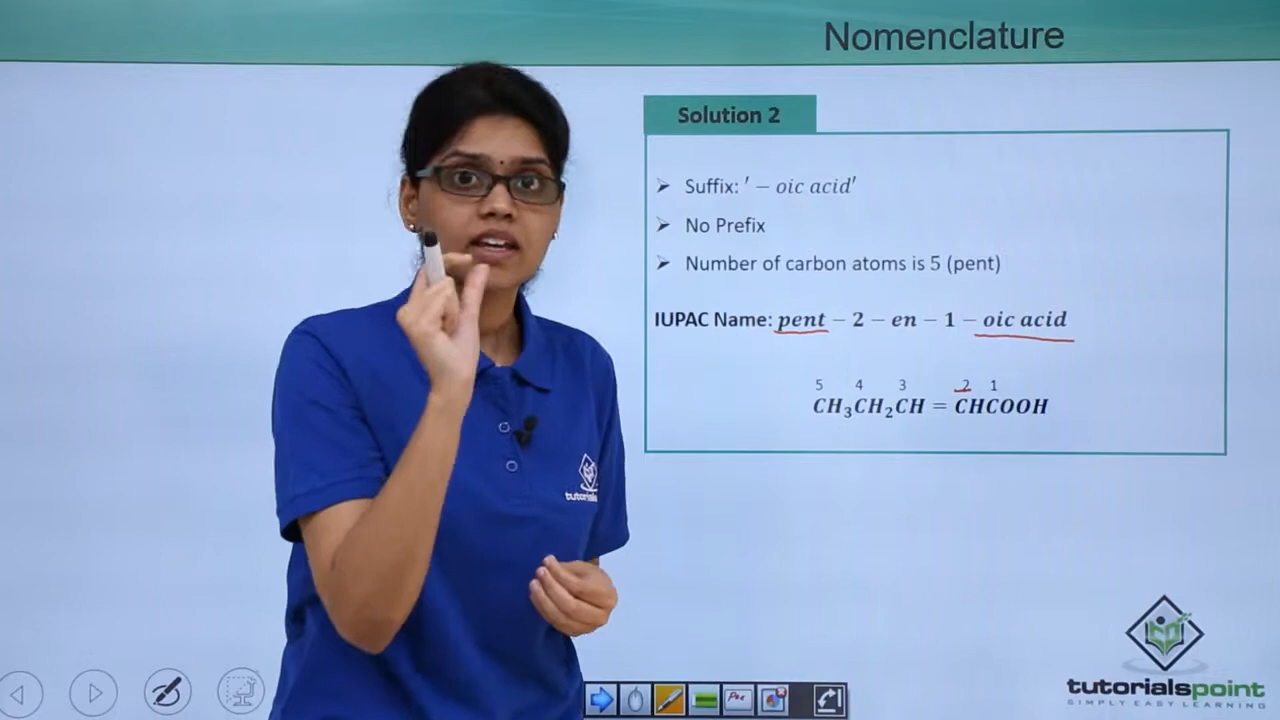 Nomenclature
Solution 2
➢ Suffix: ′ − oic acid′
➢ No Prefix
➢ Number of carbon atoms is 5 (pent)
IUPAC Name: pent − 2 − en − 1 − oic acid
5 4 3 2 1
CH₃CH₂CH = CHCOOH
tutorials
Pen
tutorialspoint
SIMPLY EASY LEARNING